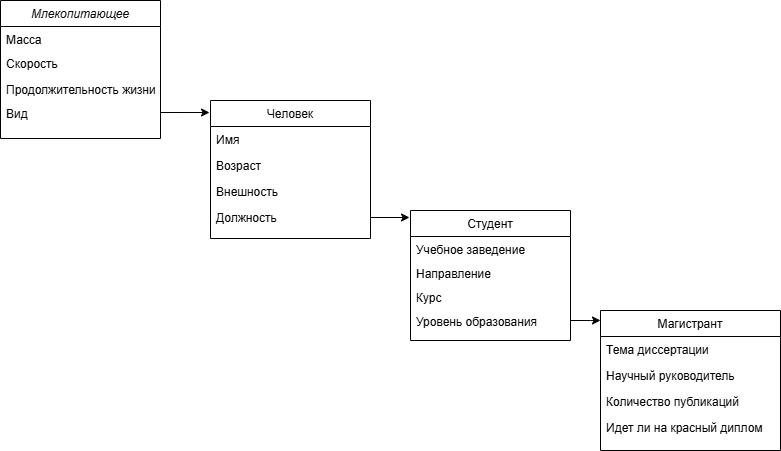 Млекопитающее
Масса
Скорость
Продолжительность жизни
Вид
Человек
Имя
Возраст
Внешность
Должность
Студент
Учебное заведение
Направление
Курс
Уровень образования
Магистрант
Тема диссертации
Научный руководитель
Количество публикаций
Идет ли на красный диплом